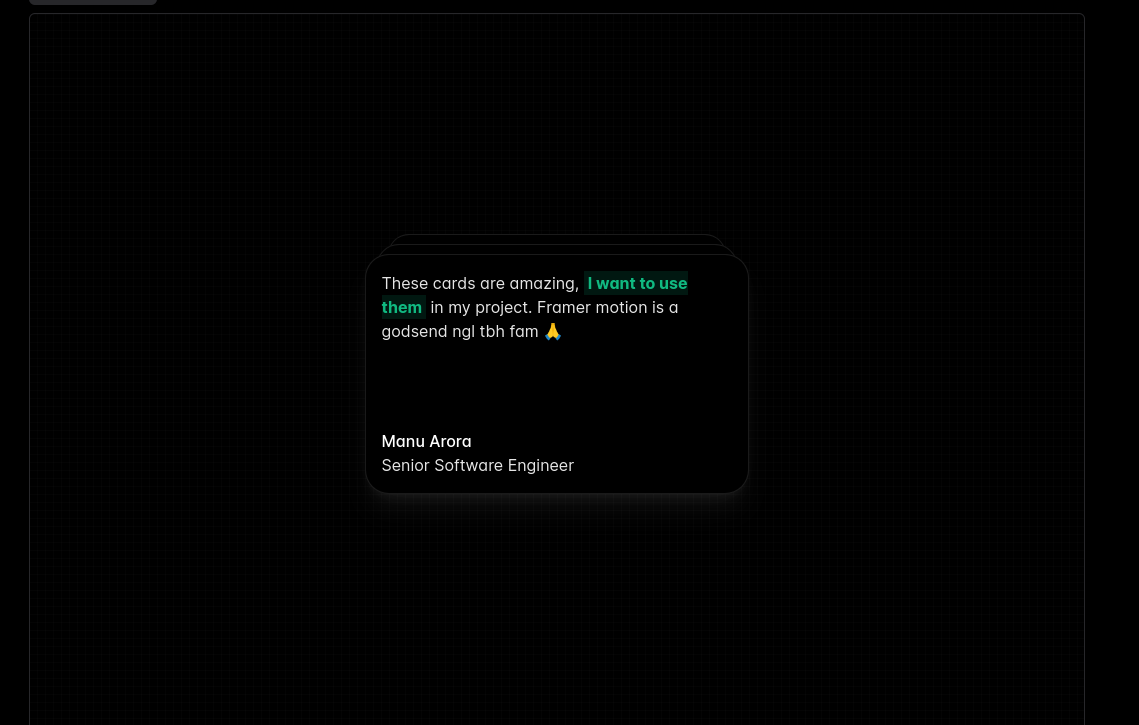 These cards are amazing, I want to use
them in my project. Framer motion is a
godsend ngl tbh fam 🙏
Manu Arora
Senior Software Engineer